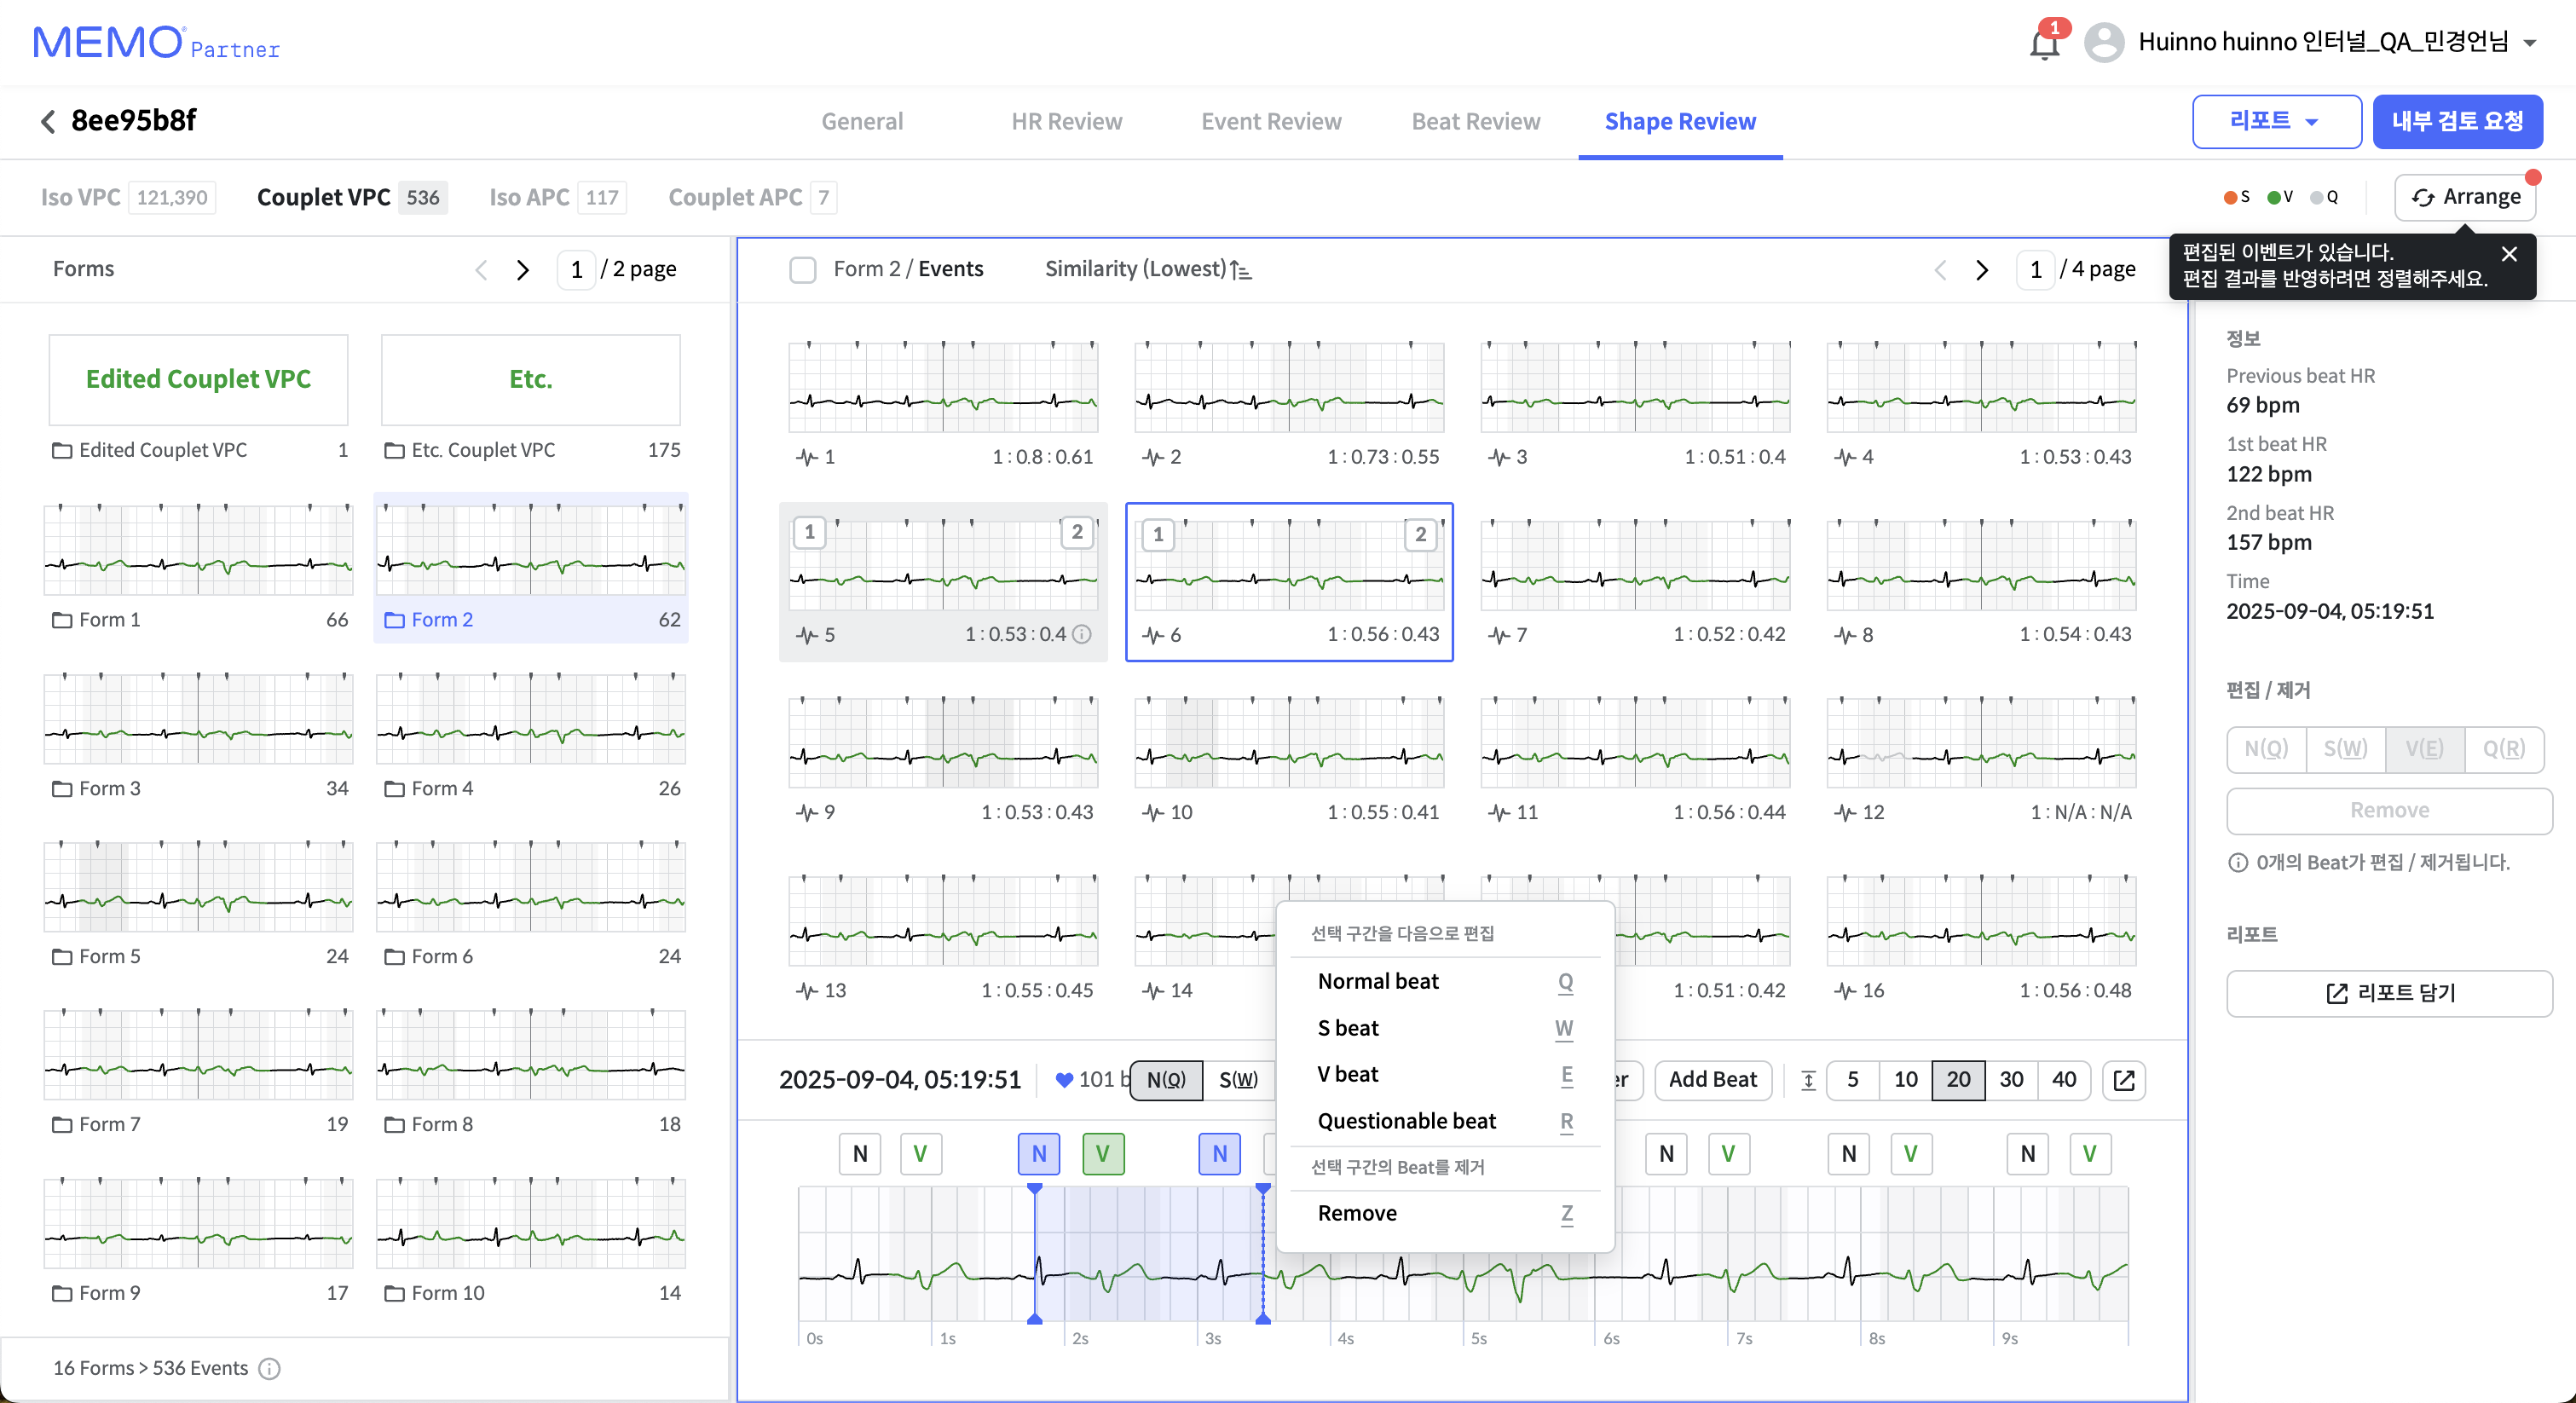 MEMO Partner
1
Huinno huinno 인터널_QA_민경언님
8ee95b8f
General
HR Review
Event Review
Beat Review
Shape Review
리포트
내부 검토 요청
Iso VPC 121,390
Couplet VPC 536
Iso APC 117
Couplet APC 7
S V Q
Arrange
편집된 이벤트가 있습니다.
편집 결과를 반영하려면 정렬해주세요.
Forms
1 / 2 page
Edited Couplet VPC
Etc.
Edited Couplet VPC 1
Etc. Couplet VPC 175
Form 1 66
Form 2 62
Form 3 34
Form 4 26
Form 5 24
Form 6 24
Form 7 19
Form 8 18
Form 9 17
Form 10 14
16 Forms > 536 Events
Form 2 / Events
Similarity (Lowest)
1 / 4 page
1 1 : 0.8 : 0.61
2 1 : 0.73 : 0.55
3 1 : 0.51 : 0.4
4 1 : 0.53 : 0.43
1 2
5 1 : 0.53 : 0.4
1 2
6 1 : 0.56 : 0.43
7 1 : 0.52 : 0.42
8 1 : 0.54 : 0.43
9 1 : 0.53 : 0.43
10 1 : 0.55 : 0.41
11 1 : 0.56 : 0.44
12 1 : N/A : N/A
13 1 : 0.55 : 0.45
14
1 : 0.51 : 0.42
16 1 : 0.56 : 0.48
선택 구간을 다음으로 편집
Normal beat Q
S beat W
V beat E
Questionable beat R
선택 구간의 Beat를 제거
Remove Z
2025-09-04, 05:19:51
101 b
N(Q) S(W)
er
Add Beat
5 10 20 30 40
N V N V N N V N V N V
0s 1s 2s 3s 4s 5s 6s 7s 8s 9s
정보
Previous beat HR
69 bpm
1st beat HR
122 bpm
2nd beat HR
157 bpm
Time
2025-09-04, 05:19:51
편집 / 제거
N(Q) S(W) V(E) Q(R)
Remove
0개의 Beat가 편집 / 제거됩니다.
리포트
리포트 담기